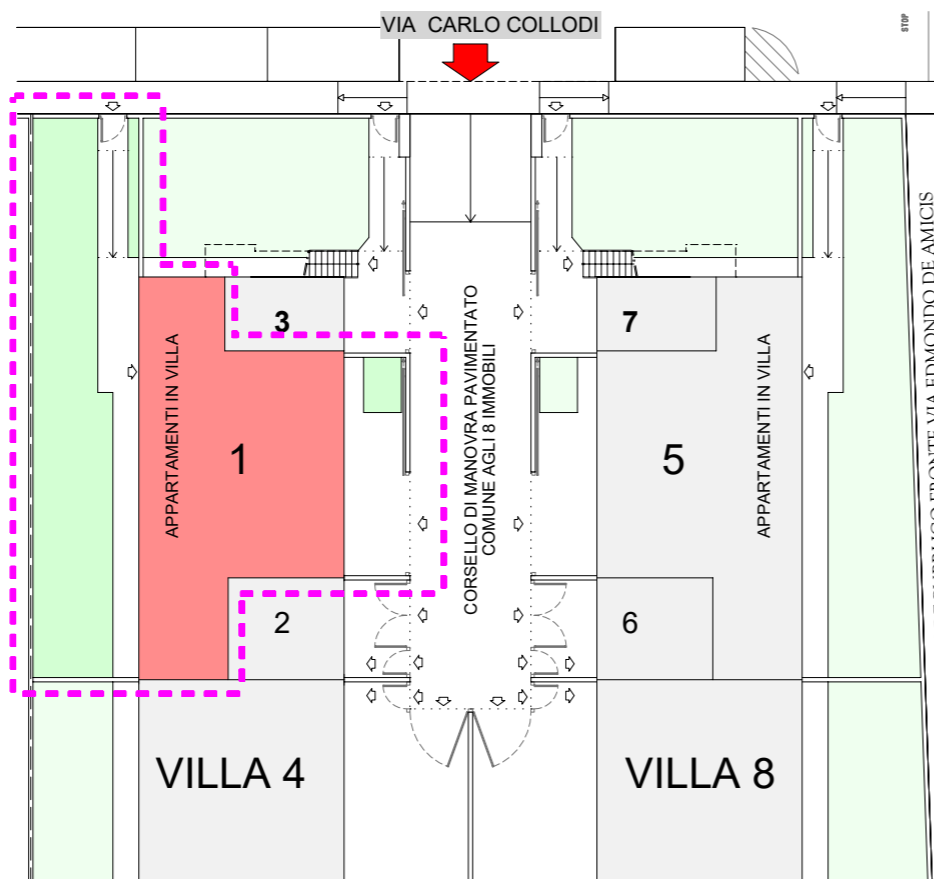 VIA CARLO COLLODI
STOP
3
7
APPARTAMENTI IN VILLA
1
CORSELLO DI MANOVRA PAVIMENTATO
COMUNE AGLI 8 IMMOBILI
5
APPARTAMENTI IN VILLA
FRONTE VIA EDMONDO DE AMICIS
2
6
VILLA 4
VILLA 8